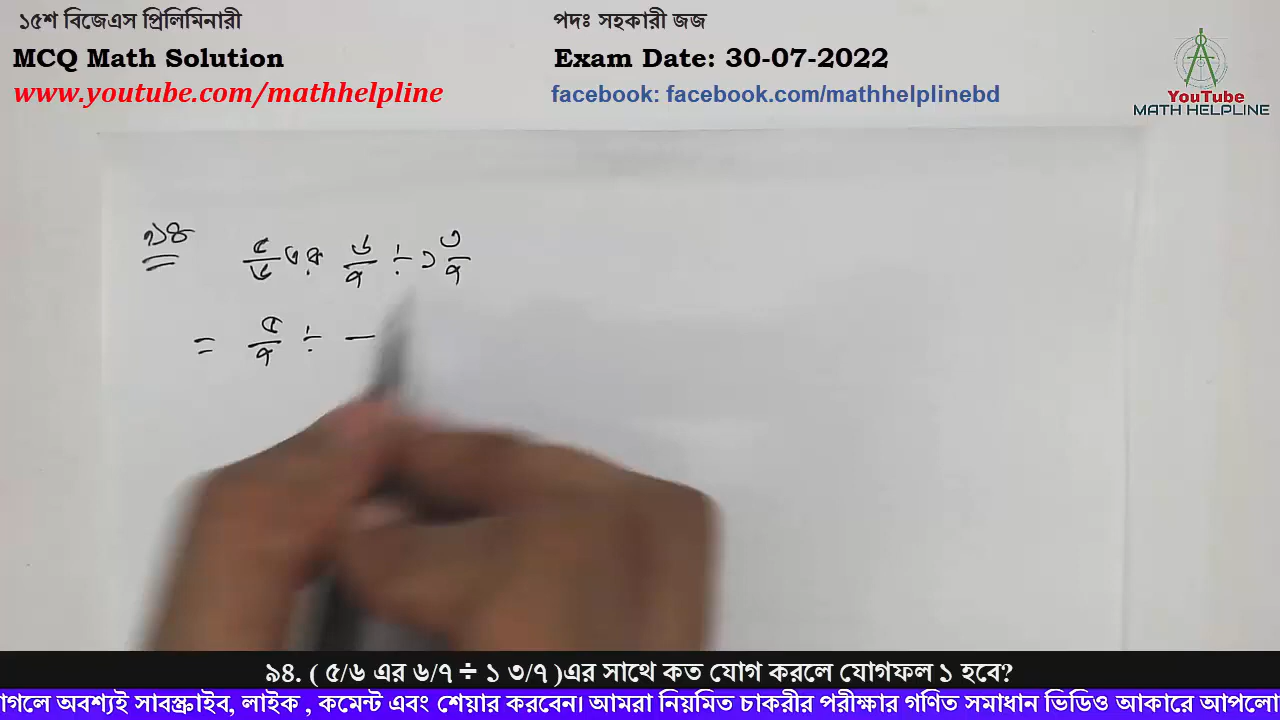 ১৫শ বিজেএস প্রিলিমিনারী
পদঃ সহকারী জজ
MCQ Math Solution
Exam Date: 30-07-2022
www.youtube.com/mathhelpline
facebook: facebook.com/mathhelplinebd
YouTube
MATH HELPLINE
৯৪
৫/৬ এর ৬/৭ ÷ ১ ৩/৭
= ৫/৭ ÷ —
৯৪. ( ৫/৬ এর ৬/৭ ÷ ১ ৩/৭ )এর সাথে কত যোগ করলে যোগফল ১ হবে?
াগলে অবশ্যই সাবস্ক্রাইব, লাইক , কমেন্ট এবং শেয়ার করবেন। আমরা নিয়মিত চাকরীর পরীক্ষার গণিত সমাধান ভিডিও আকারে আপলো